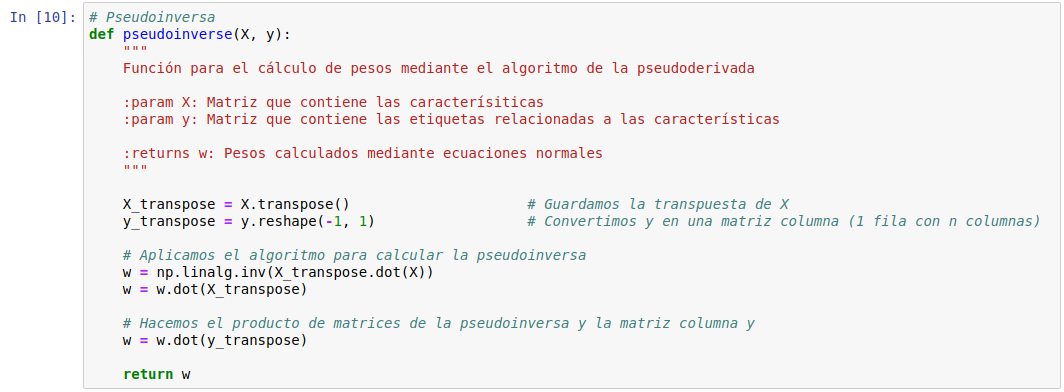 In [10]: # Pseudoinversa
def pseudoinverse(X, y):
    """
    Función para el cálculo de pesos mediante el algoritmo de la pseudoderivada

    :param X: Matriz que contiene las caracterísiticas
    :param y: Matriz que contiene las etiquetas relacionadas a las características

    :returns w: Pesos calculados mediante ecuaciones normales
    """

    X_transpose = X.transpose()                     # Guardamos la transpuesta de X
    y_transpose = y.reshape(-1, 1)                  # Convertimos y en una matriz columna (1 fila con n columnas)

    # Aplicamos el algoritmo para calcular la pseudoinversa
    w = np.linalg.inv(X_transpose.dot(X))
    w = w.dot(X_transpose)

    # Hacemos el producto de matrices de la pseudoinversa y la matriz columna y
    w = w.dot(y_transpose)

    return w